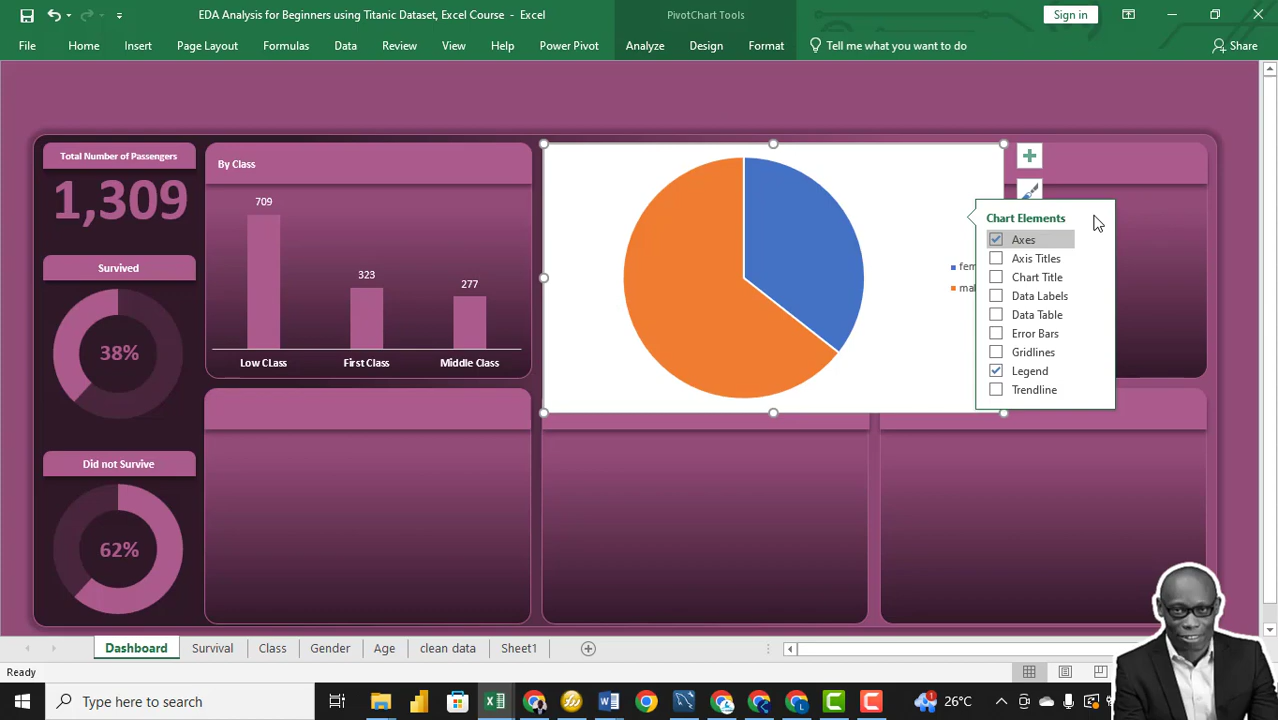 EDA Analysis for Beginners using Titanic Dataset, Excel Course - Excel
PivotChart Tools
Sign in
File Home Insert Page Layout Formulas Data Review View Help Power Pivot Analyze Design Format Tell me what you want to do Share
Total Number of Passengers
1,309
By Class
709
323
277
Low CLass First Class Middle Class
Survived
38%
Did not Survive
62%
Chart Elements
Axes
Axis Titles
Chart Title
Data Labels
Data Table
Error Bars
Gridlines
Legend
Trendline
Dashboard Survival Class Gender Age clean data Sheet1
Ready
Type here to search
1
26°C